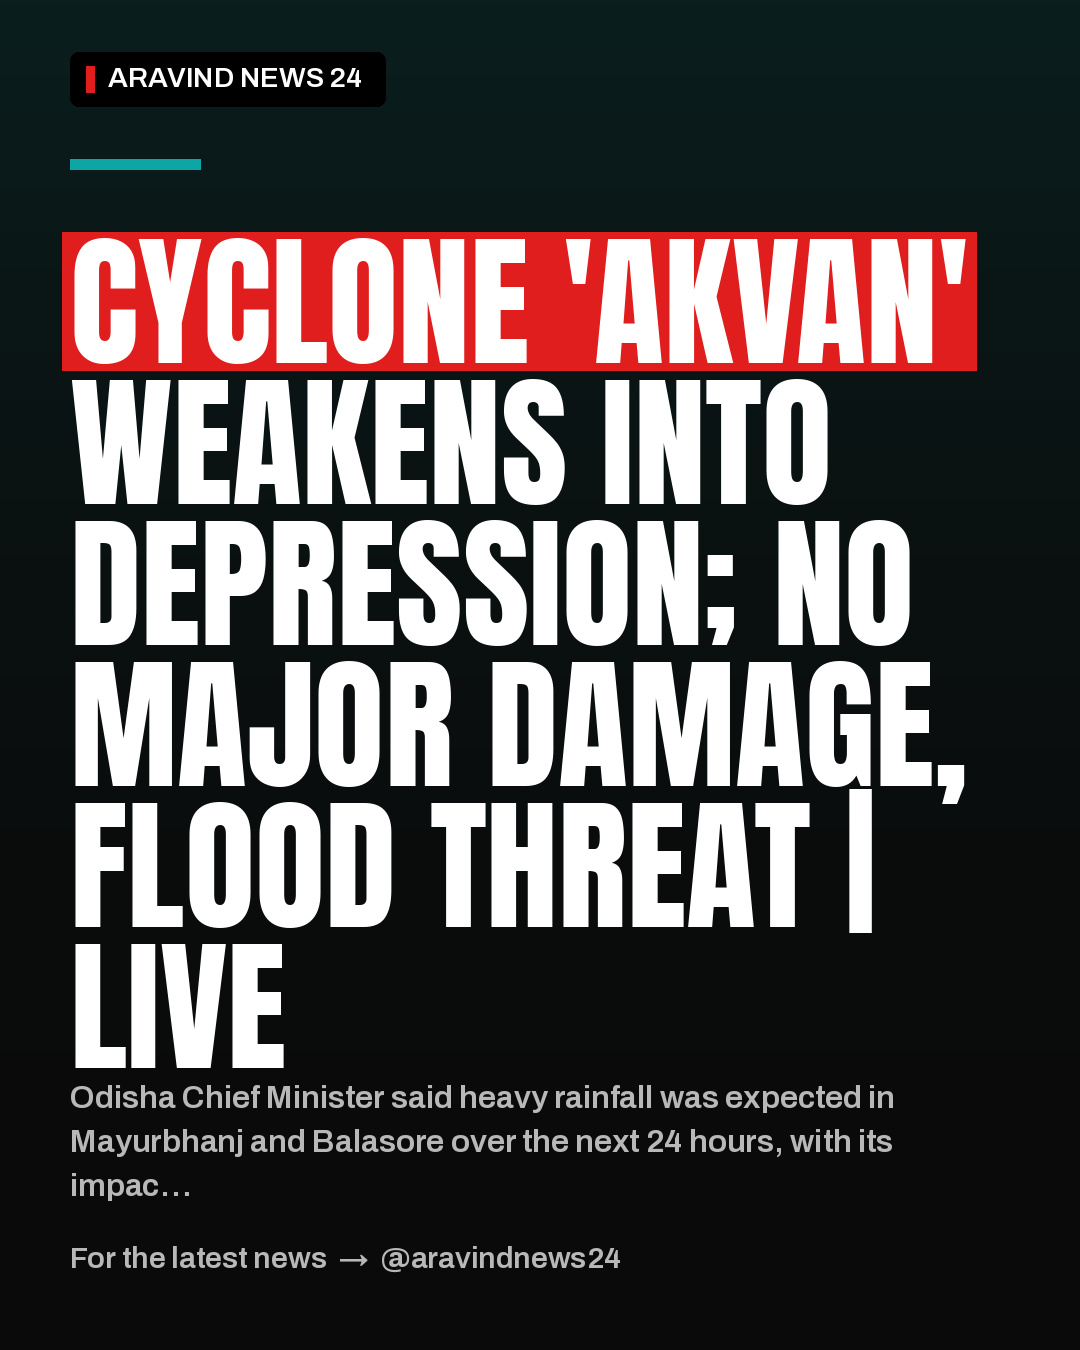 ARAVIND NEWS 24
CYCLONE 'AKVAN'
WEAKENS INTO
DEPRESSION; NO
MAJOR DAMAGE,
FLOOD THREAT |
LIVE
Odisha Chief Minister said heavy rainfall was expected in
Mayurbhanj and Balasore over the next 24 hours, with its
impac...
For the latest news → @aravindnews24